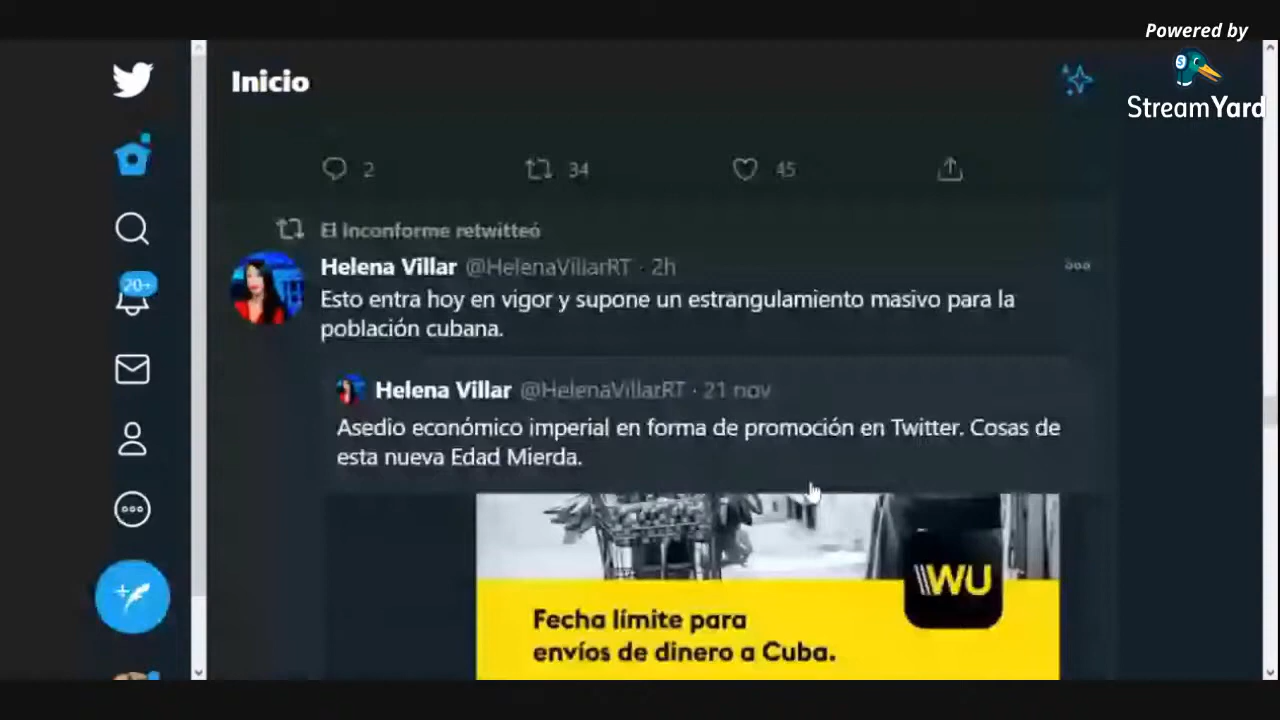 Powered by
StreamYard
Inicio
2 34 45
El Inconforme retwitteó
Helena Villar @HelenaVillarRT · 2h
Esto entra hoy en vigor y supone un estrangulamiento masivo para la
población cubana.
20+
Helena Villar @HelenaVillarRT · 21 nov
Asedio económico imperial en forma de promoción en Twitter. Cosas de
esta nueva Edad Mierda.
WU
Fecha límite para
envíos de dinero a Cuba.